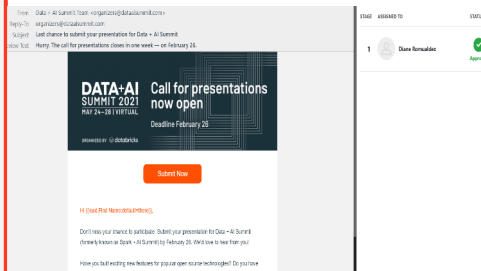 From Data + AI Summit Team <organizers@dataaisummit.com>
Reply-To organizers@dataaisummit.com
Subject Last chance to submit your presentation for Data + AI Summit
view Text Hurry. The call for presentations closes in one week — on February 26.
DATA+AI
SUMMIT 2021
MAY 24–28 | VIRTUAL
Call for presentations
now open
Deadline February 26
ORGANIZED BY databricks
Submit Now
Don't miss your chance to participate. Submit your presentation for Data + AI Summit
(formerly known as Spark + AI Summit) by February 26. We'd love to hear from you!
Have you built exciting new features for popular open source technologies? Do you have
STAGE ASSIGNED TO STATU
1 Diane Romualdez
Appro